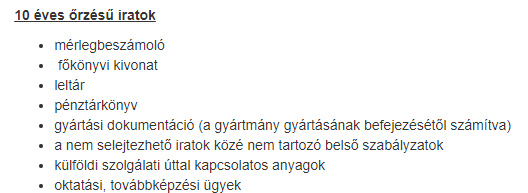 10 éves őrzésű iratok
• mérlegbeszámoló
• főkönyvi kivonat
• leltár
• pénztárkönyv
• gyártási dokumentáció (a gyártmány gyártásának befejezésétől számítva)
• a nem selejtezhető iratok közé nem tartozó belső szabályzatok
• külföldi szolgálati úttal kapcsolatos anyagok
• oktatási, továbbképzési ügyek